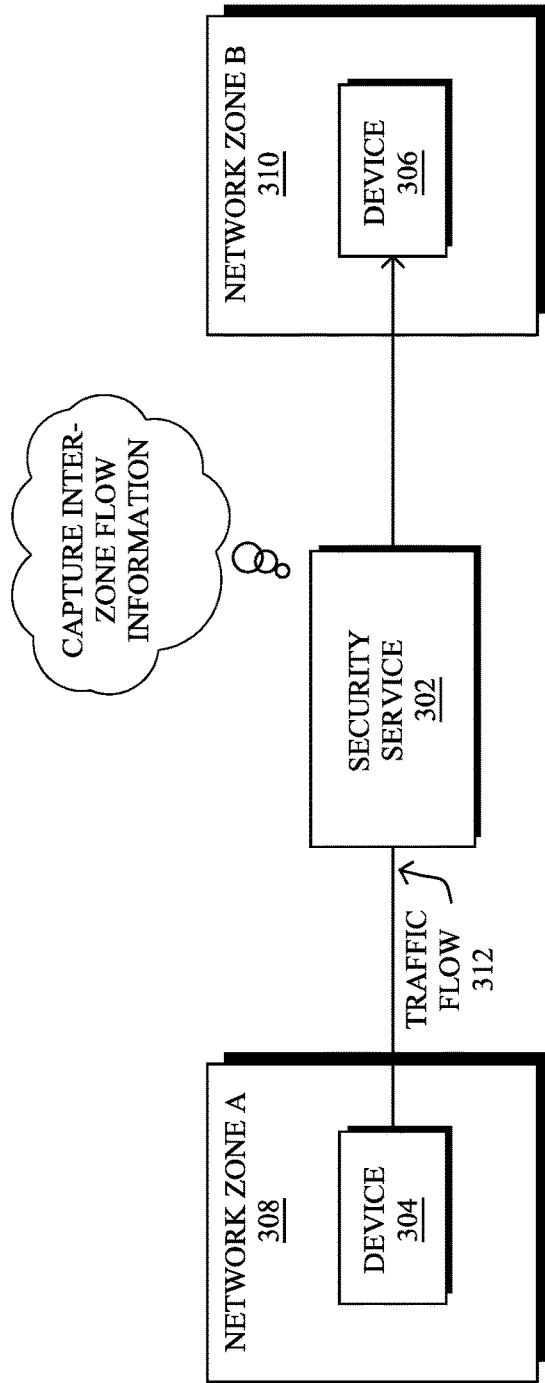 CAPTURE INTER-
ZONE FLOW
INFORMATION
NETWORK ZONE A
308
DEVICE
304
TRAFFIC
FLOW
312
SECURITY
SERVICE
302
NETWORK ZONE B
310
DEVICE
306